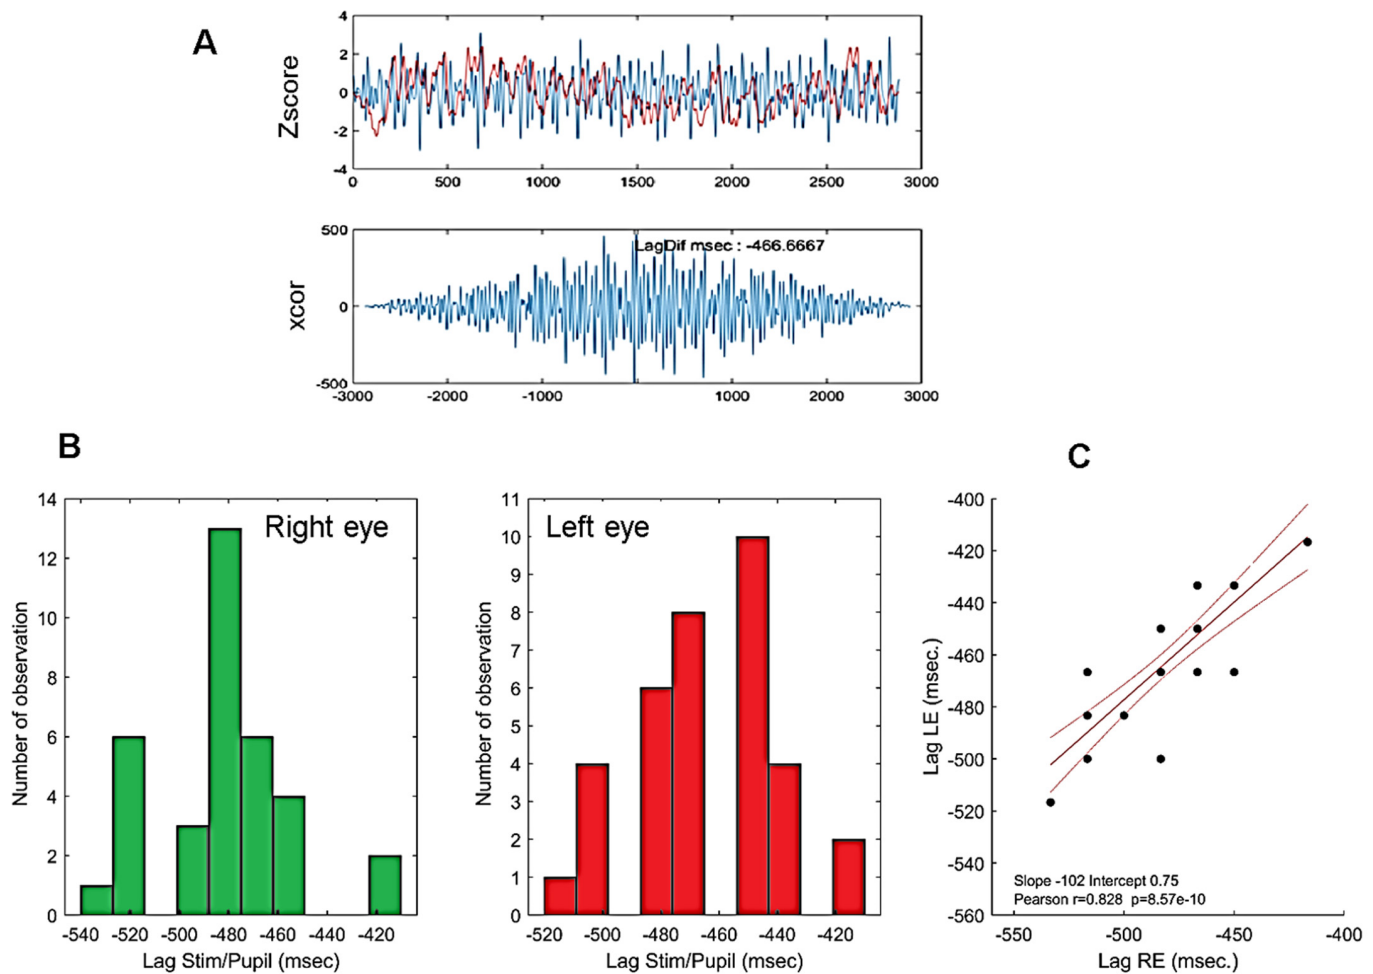 A
Zscore
4
2
0
-2
-4
0 500 1000 1500 2000 2500 3000
xcor
500
0
-500
LagDif msec : -466.6667
-3000 -2000 -1000 1000 2000 3000
B
Right eye
Number of observation
14
12
10
8
6
4
2
0
-540 -520 -500 -480 -460 -440 -420
Lag Stim/Pupil (msec)
Left eye
Number of observation
11
10
9
8
7
6
5
4
3
2
1
0
-520 -500 -480 -460 -440 -420
Lag Stim/Pupil (msec)
C
Lag LE (msec.)
-400
-420
-440
-460
-480
-500
-520
-540
-560
Slope -102 Intercept 0.75
Pearson r=0.828 p=8.57e-10
-550 -500 -450 -400
Lag RE (msec.)